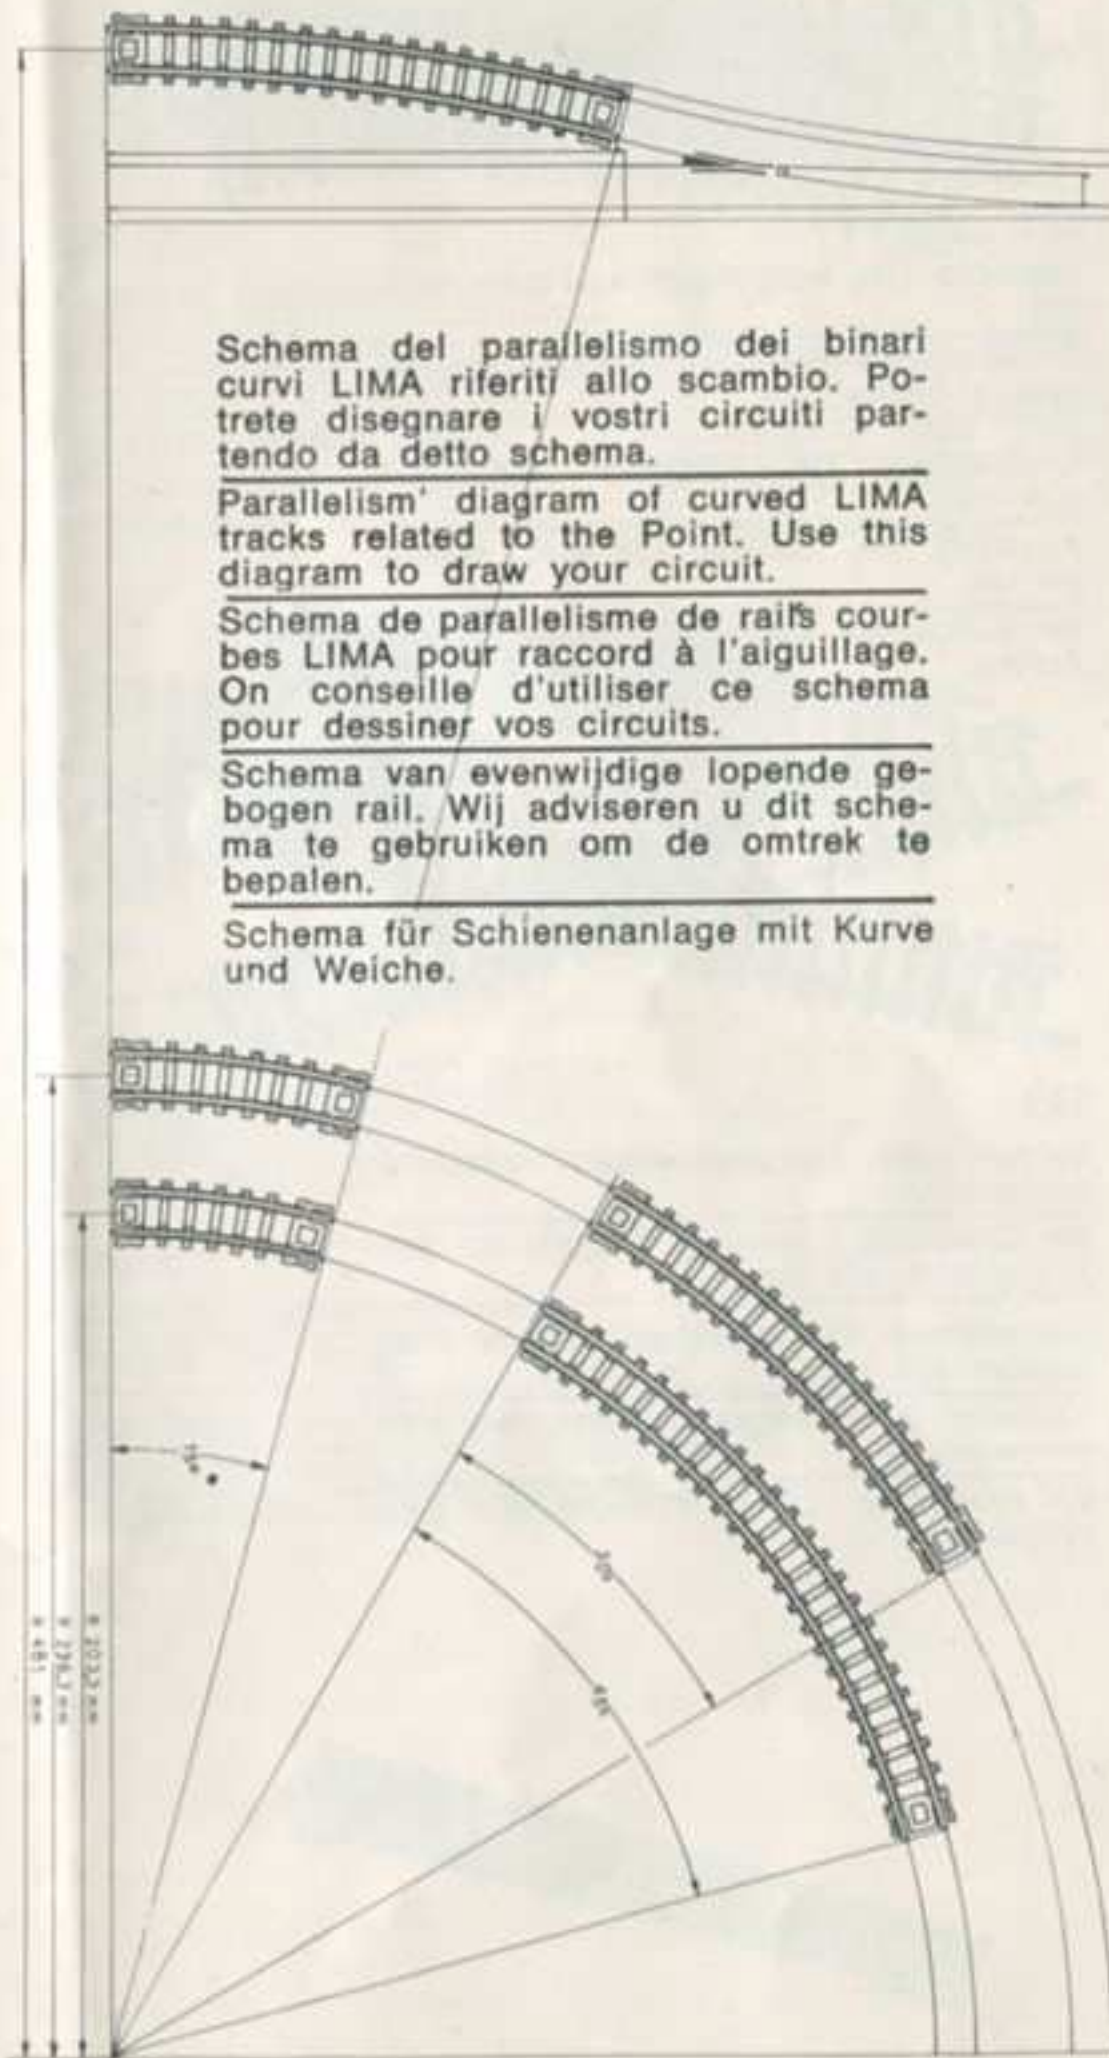 Schema del parallelismo dei binari
curvi LIMA riferiti allo scambio. Po-
trete disegnare i vostri circuiti par-
tendo da detto schema.
Parallelism' diagram of curved LIMA
tracks related to the Point. Use this
diagram to draw your circuit.
Schema de parallelisme de rails cour-
bes LIMA pour raccord à l'aiguillage.
On conseille d'utiliser ce schema
pour dessiner vos circuits.
Schema van evenwijdige lopende ge-
bogen rail. Wij adviseren u dit sche-
ma te gebruiken om de omtrek te
bepalen.
Schema für Schienenanlage mit Kurve
und Weiche.
15°
30°